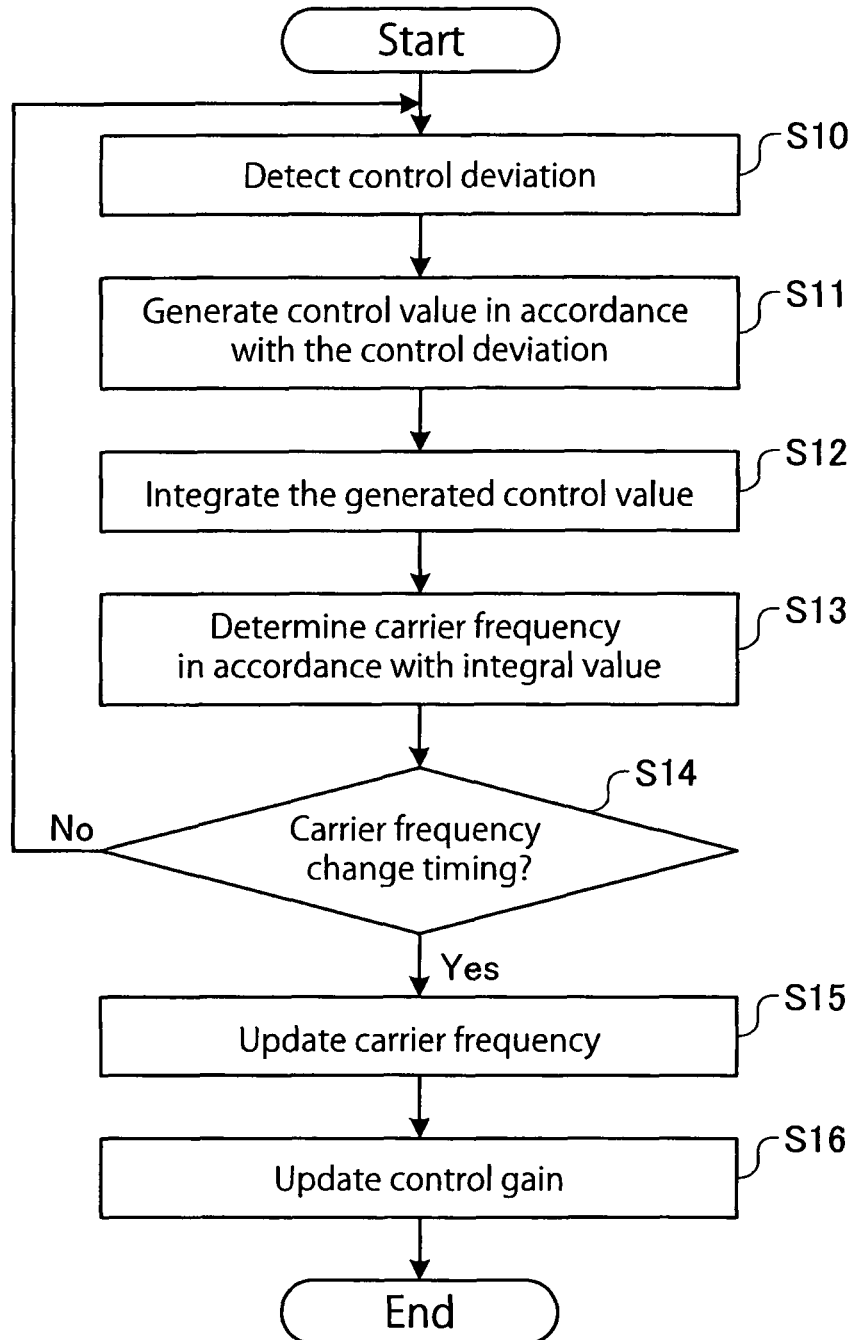 Start
S10
Detect control deviation
S11
Generate control value in accordance
with the control deviation
S12
Integrate the generated control value
S13
Determine carrier frequency
in accordance with integral value
S14
No
Carrier frequency
change timing?
Yes
S15
Update carrier frequency
S16
Update control gain
End